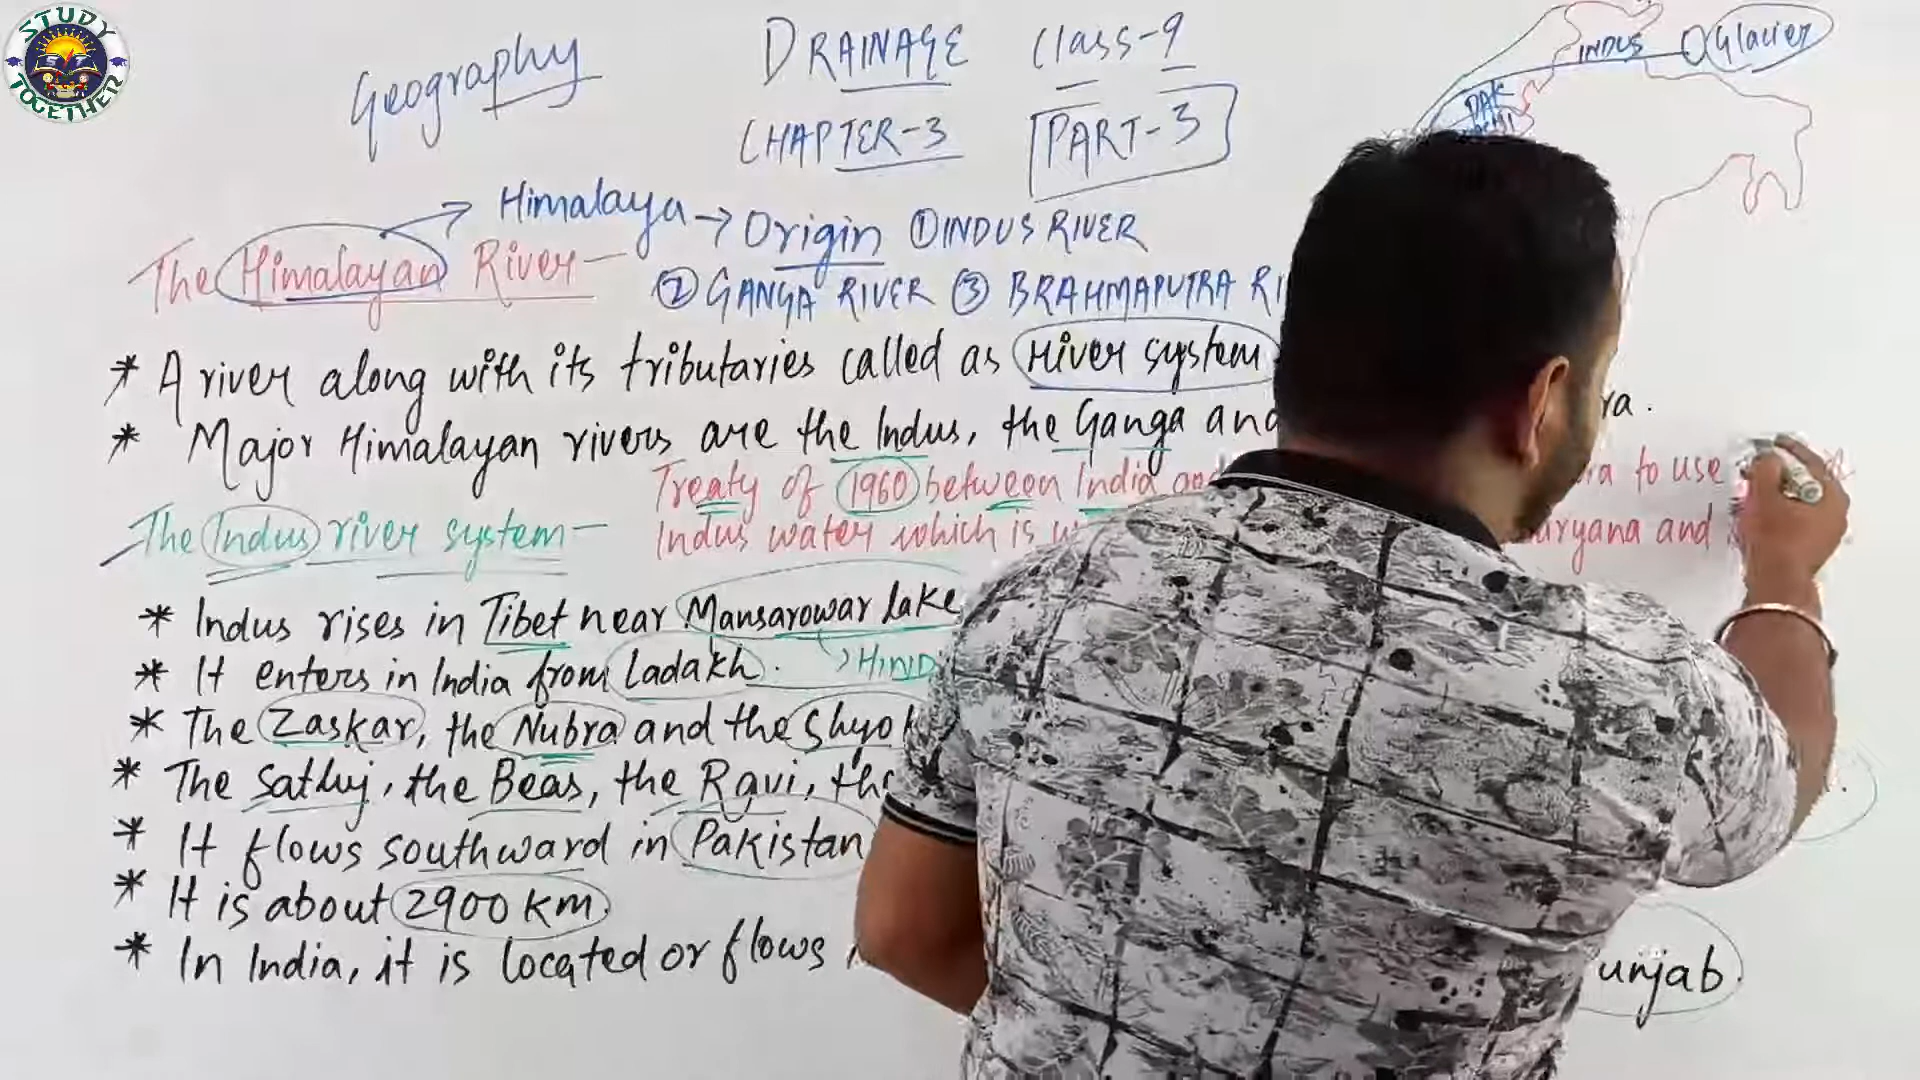 STUDY TOGETHER
S T
Geography
DRAINAGE Class-9
CHAPTER-3 PART-3
INDUS Glacier
PAK
Himalaya → Origin ① INDUS RIVER
The Himalayan River —
② GANGA RIVER ③ BRAHMAPUTRA RI
* A river along with its tributaries called as River system
* Major Himalayan rivers are the Indus, the Ganga and ra.
Treaty of 1960 between India to use
The Indus river system — Indus water which is aryana and
* Indus rises in Tibet near Mansarowar lake
* It enters in India from Ladakh. HIND
* The Zaskar, the Nubra and the Shyok
* The Sathuj, the Beas, the Ravi, the
* It flows southward in Pakistan
* It is about 2900 km
* In India, it is located or flows unjab.